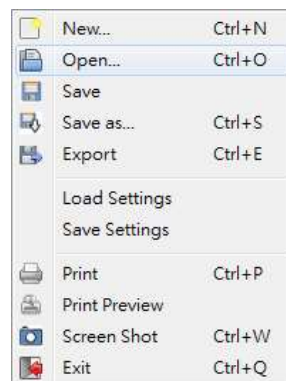 New... Ctrl+N
Open... Ctrl+O
Save
Save as... Ctrl+S
Export Ctrl+E
Load Settings
Save Settings
Print Ctrl+P
Print Preview
Screen Shot Ctrl+W
Exit Ctrl+Q